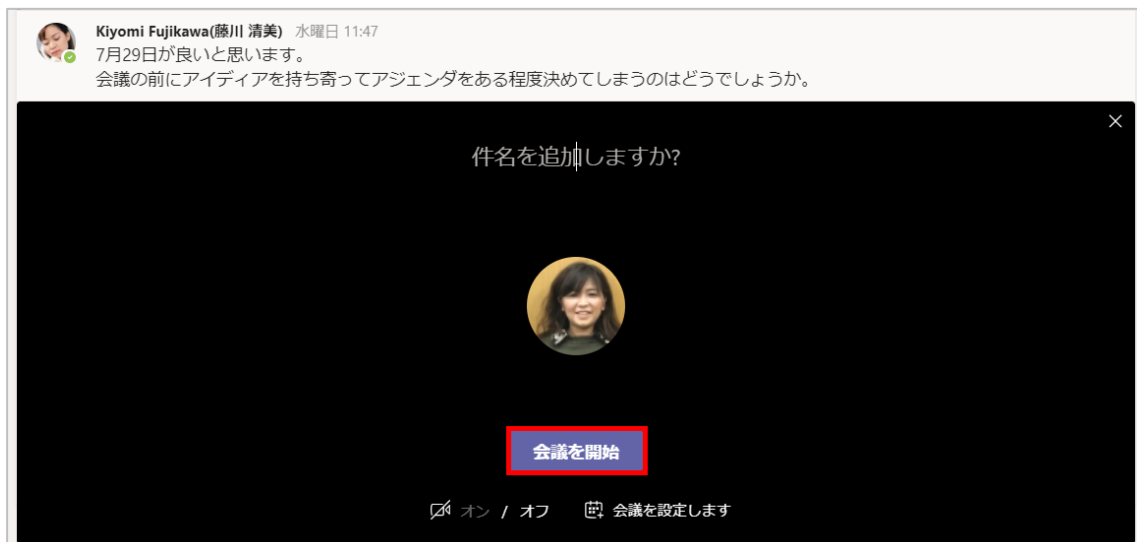 Kiyomi Fujikawa(藤川 清美) 水曜日 11:47
7月29日が良いと思います。
会議の前にアイディアを持ち寄ってアジェンダをある程度決めてしまうのはどうでしょうか。
件名を追加しますか?
会議を開始
オン / オフ 会議を設定します